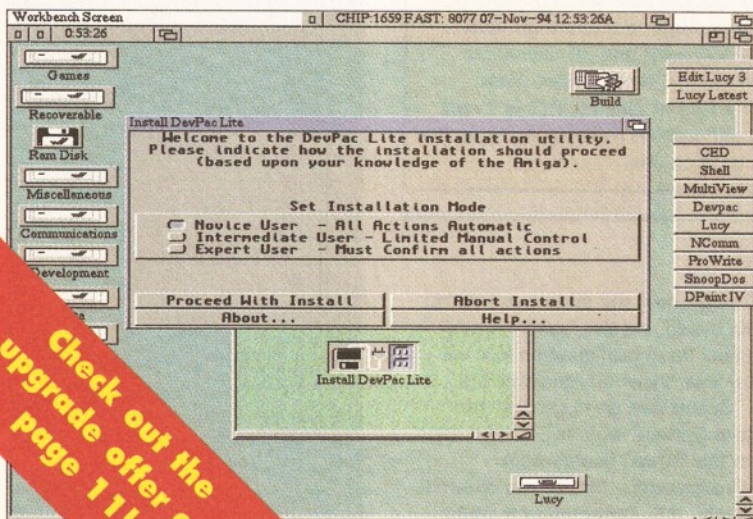 Workbench Screen
CHIP:1659 FAST: 8077 07-Nov-94 12:53:26A
0:53:26
Games
Recoverable
Ram Disk
Miscellaneous
Communications
Development
Build
Edit Lucy 3
Lucy Latest
CED
Shell
MultiView
Devpac
Lucy
NComm
ProWrite
SnoopDos
DPaint IV
Install DevPac Lite
Welcome to the DevPac Lite installation utility.
Please indicate how the installation should proceed
(based upon your knowledge of the Amiga).
Set Installation Mode
Novice User - All Actions Automatic
Intermediate User - Limited Manual Control
Expert User - Must Confirm all actions
Proceed With Install
Abort Install
About...
Help...
Install DevPac Lite
Lucy
Check out the
upgrade offer
page